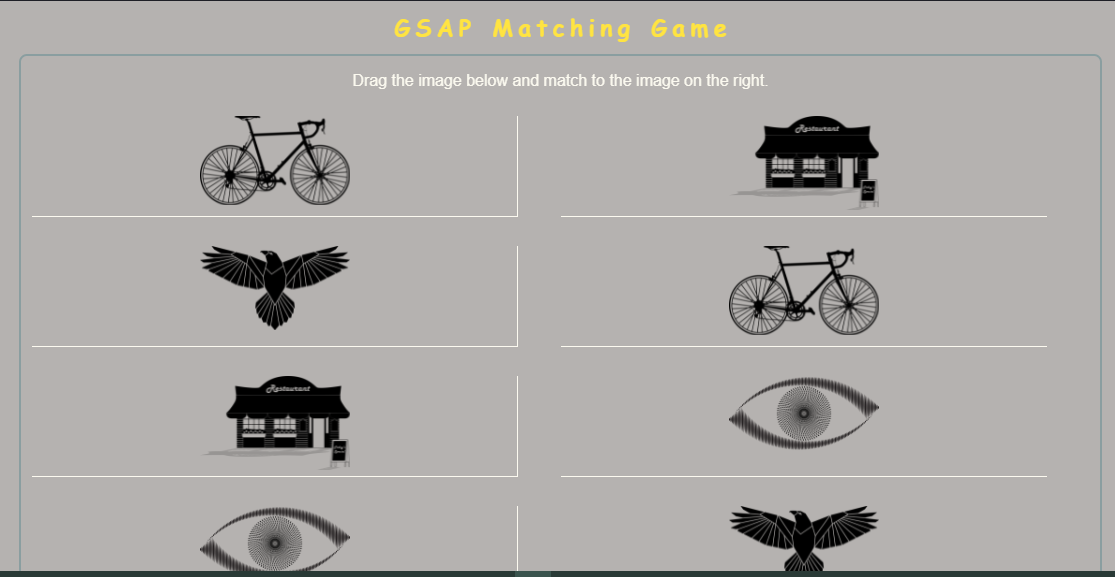 GSAP Matching Game
Drag the image below and match to the image on the right.
Restaurant
Restaurant